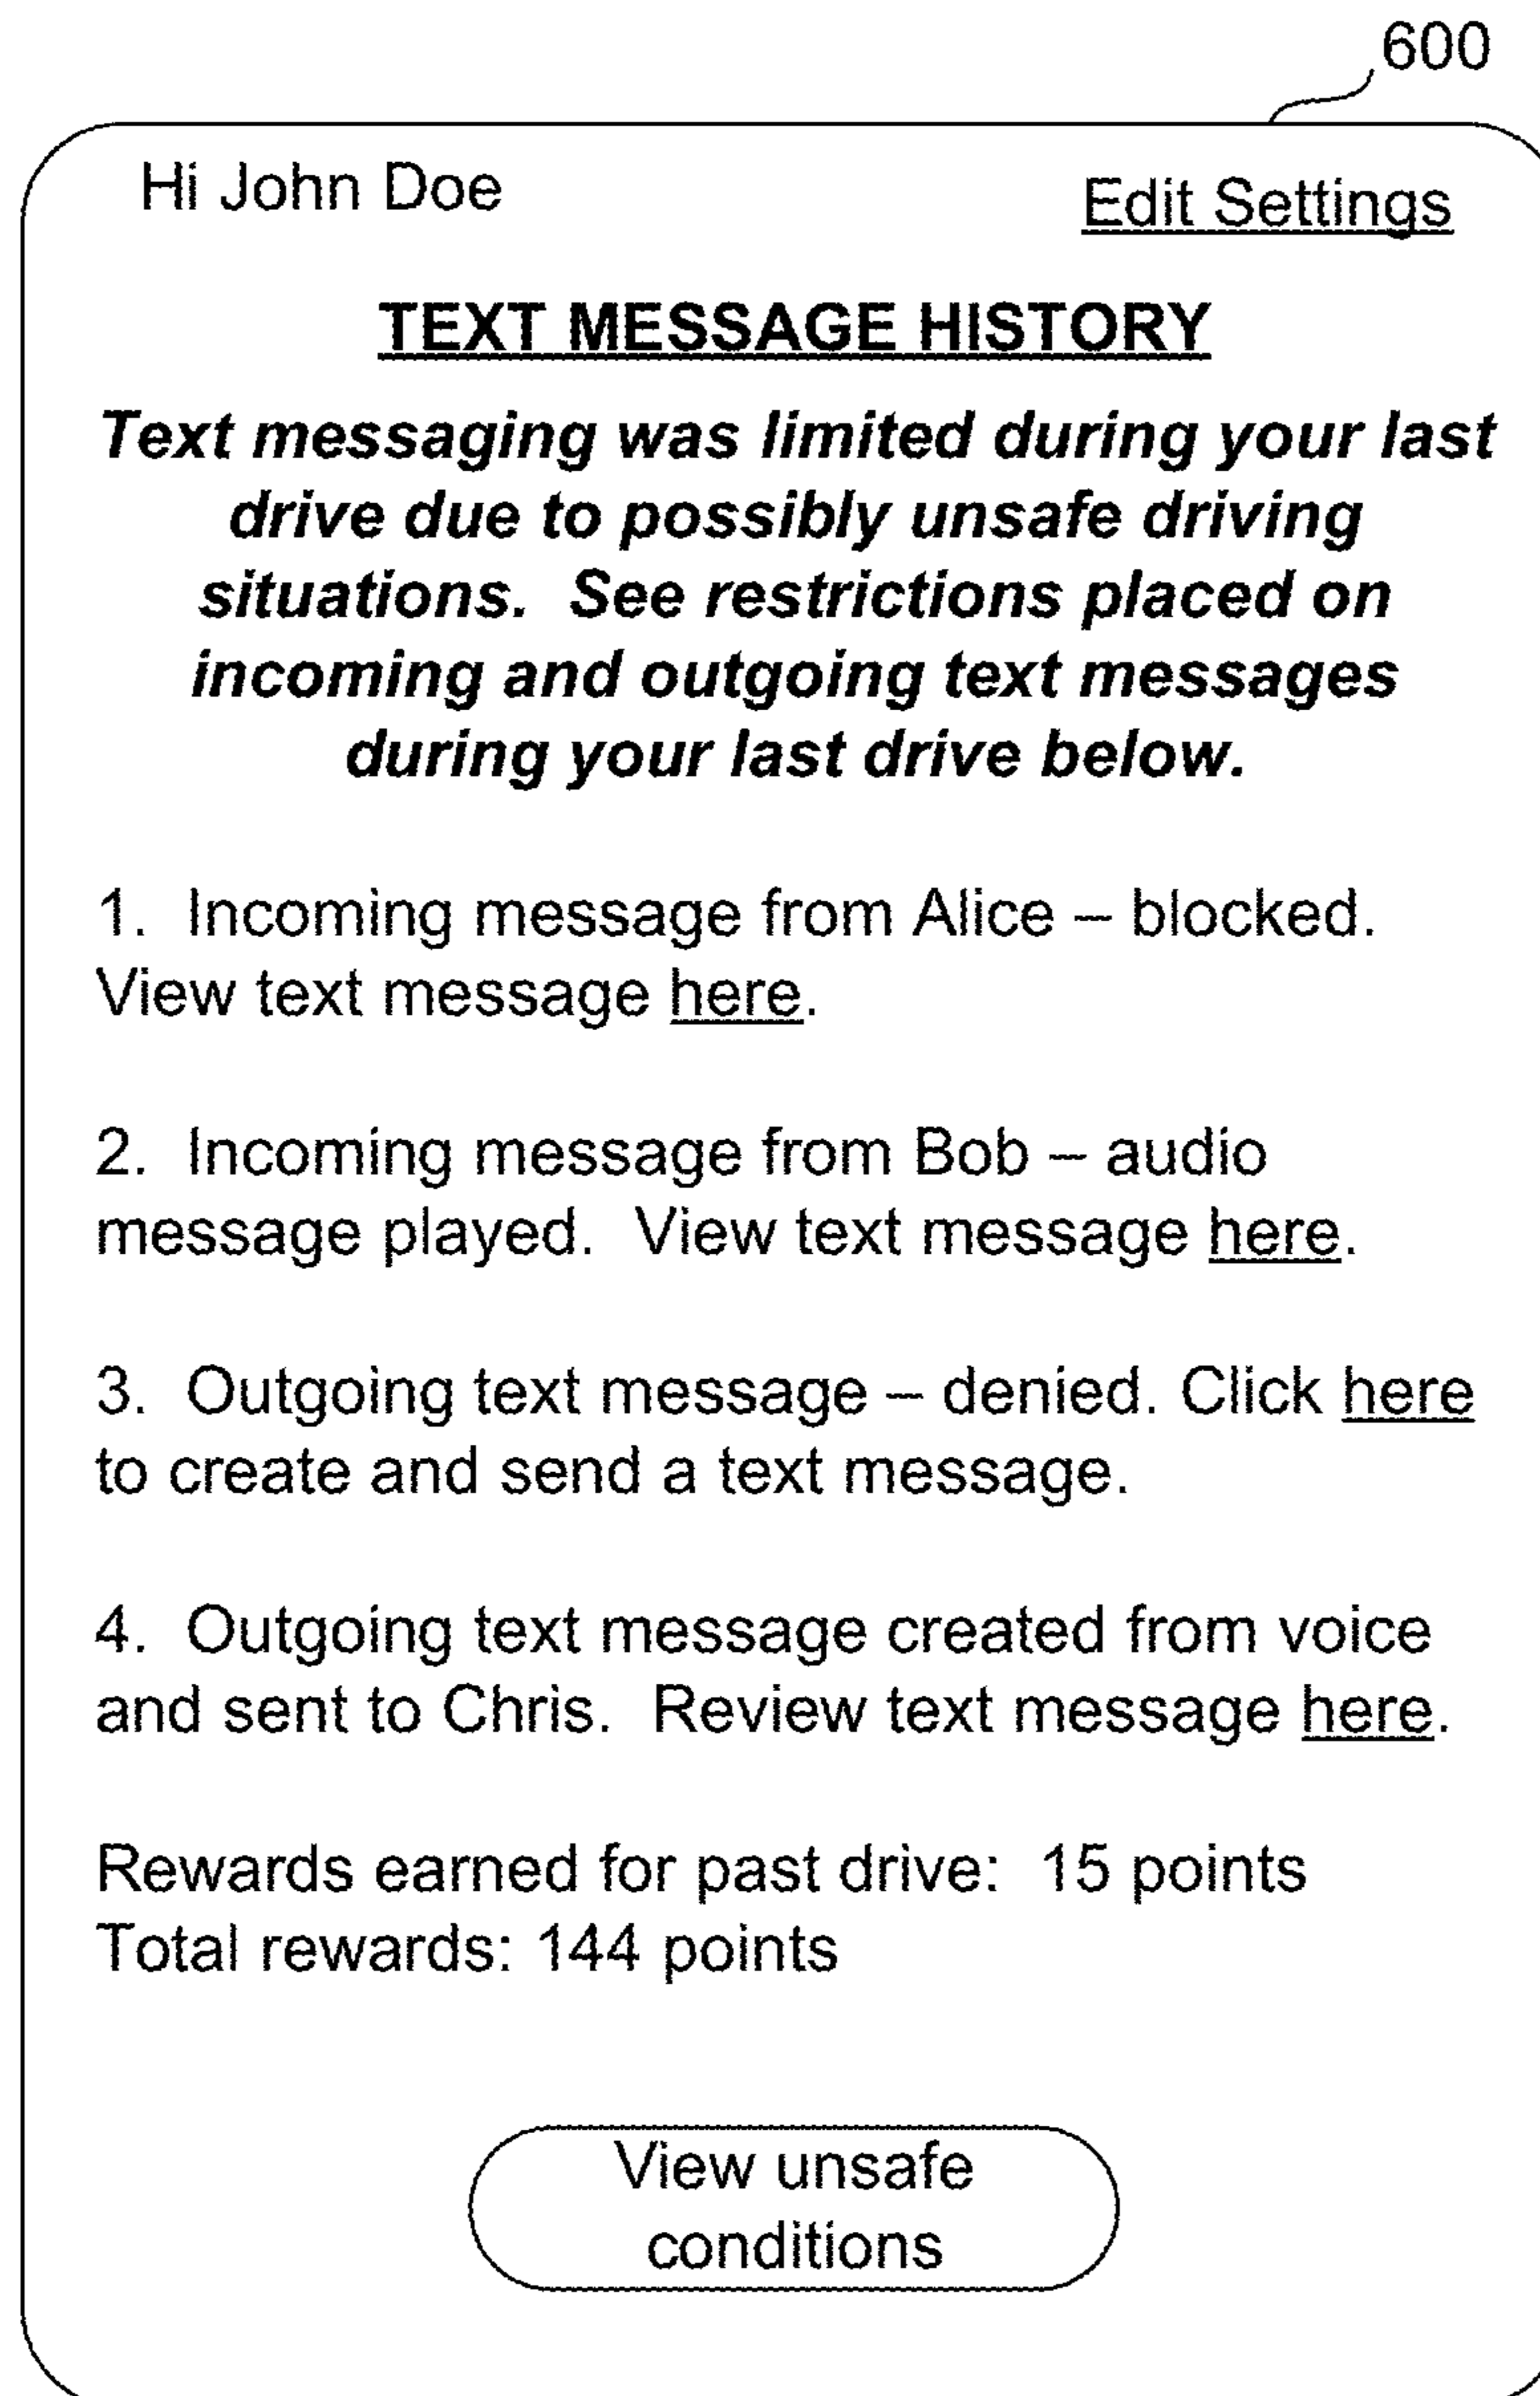 600
Hi John Doe
Edit Settings
TEXT MESSAGE HISTORY
Text messaging was limited during your last
drive due to possibly unsafe driving
situations.  See restrictions placed on
incoming and outgoing text messages
during your last drive below.
1.  Incoming message from Alice – blocked.
View text message here.
2.  Incoming message from Bob – audio
message played.  View text message here.
3.  Outgoing text message – denied. Click here
to create and send a text message.
4.  Outgoing text message created from voice
and sent to Chris.  Review text message here.
Rewards earned for past drive:  15 points
Total rewards: 144 points
View unsafe
conditions